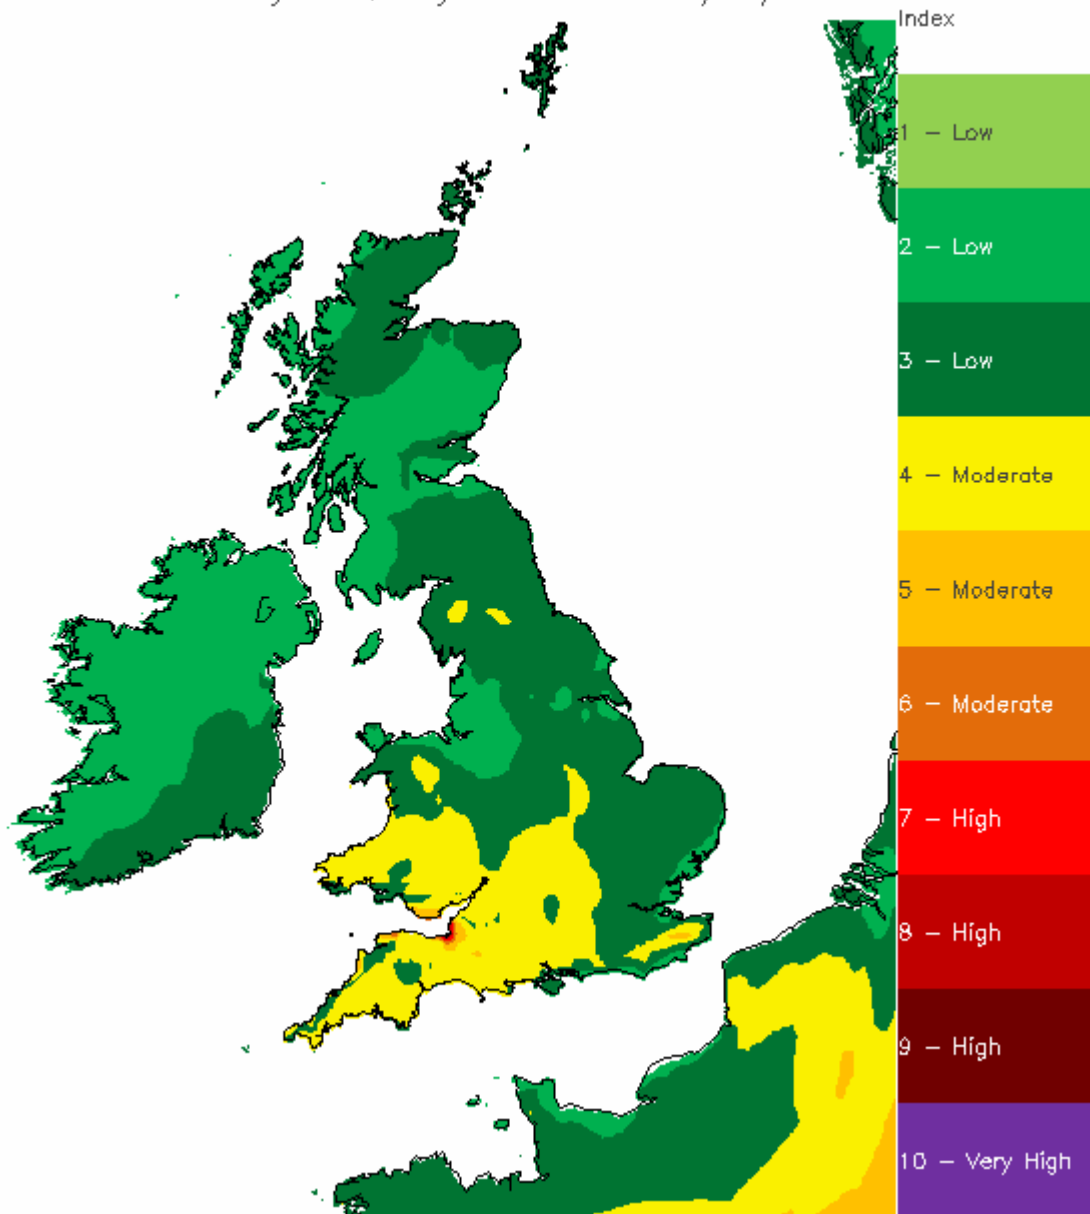 Index
1 - Low
2 - Low
3 - Low
4 - Moderate
5 - Moderate
6 - Moderate
7 - High
8 - High
9 - High
10 - Very High